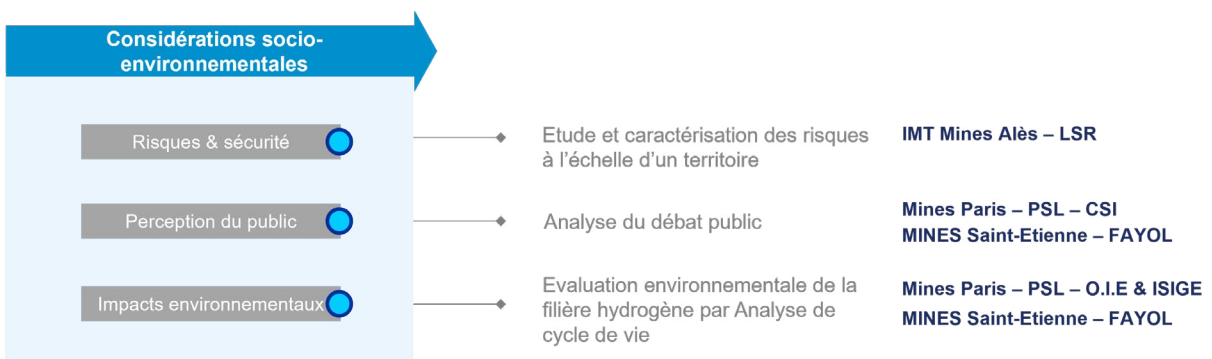 Considérations socio-
environnementales
Risques & sécurité
Etude et caractérisation des risques
à l'échelle d'un territoire
IMT Mines Alès – LSR
Perception du public
Analyse du débat public
Mines Paris – PSL – CSI
MINES Saint-Etienne – FAYOL
Impacts environnementaux
Evaluation environnementale de la
filière hydrogène par Analyse de
cycle de vie
Mines Paris – PSL – O.I.E & ISIGE
MINES Saint-Etienne – FAYOL